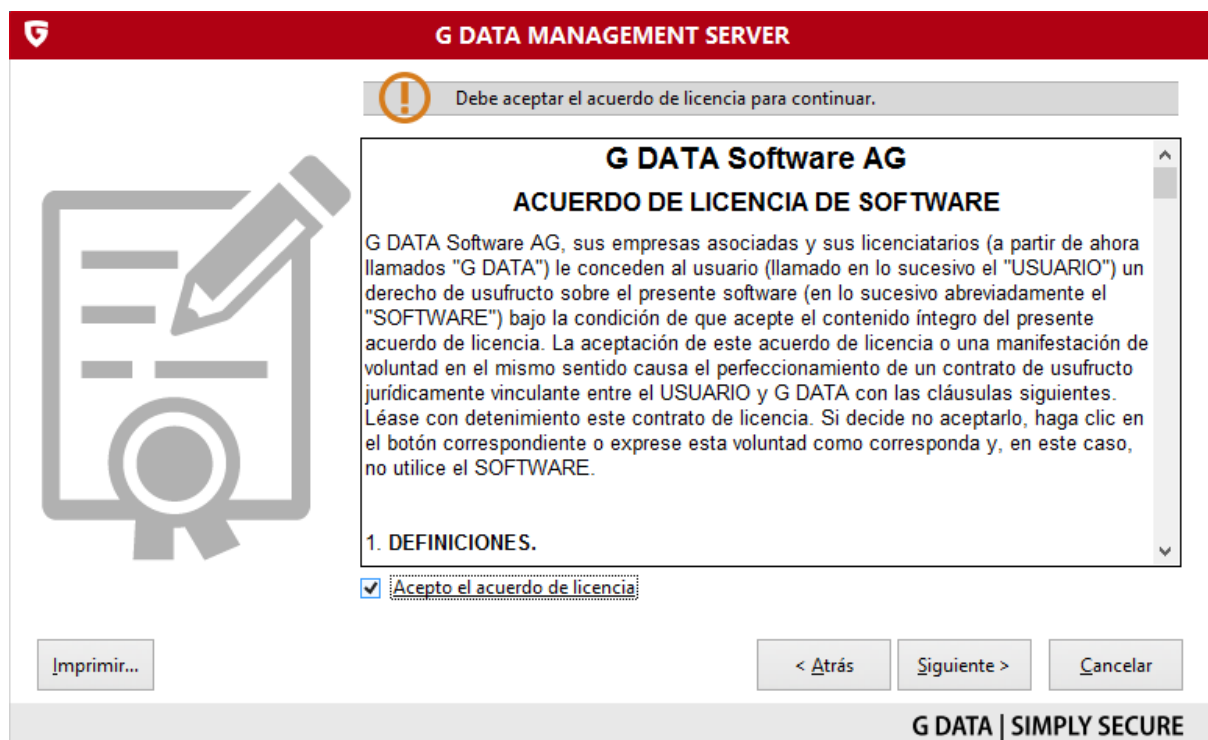 G DATA MANAGEMENT SERVER
Debe aceptar el acuerdo de licencia para continuar.
G DATA Software AG
ACUERDO DE LICENCIA DE SOFTWARE
G DATA Software AG, sus empresas asociadas y sus licenciatarios (a partir de ahora
llamados "G DATA") le conceden al usuario (llamado en lo sucesivo el "USUARIO") un
derecho de usufructo sobre el presente software (en lo sucesivo abreviadamente el
"SOFTWARE") bajo la condición de que acepte el contenido íntegro del presente
acuerdo de licencia. La aceptación de este acuerdo de licencia o una manifestación de
voluntad en el mismo sentido causa el perfeccionamiento de un contrato de usufructo
jurídicamente vinculante entre el USUARIO y G DATA con las cláusulas siguientes.
Léase con detenimiento este contrato de licencia. Si decide no aceptarlo, haga clic en
el botón correspondiente o exprese esta voluntad como corresponda y, en este caso,
no utilice el SOFTWARE.
1. DEFINICIONES.
Acepto el acuerdo de licencia
Imprimir...
< Atrás
Siguiente >
Cancelar
G DATA | SIMPLY SECURE